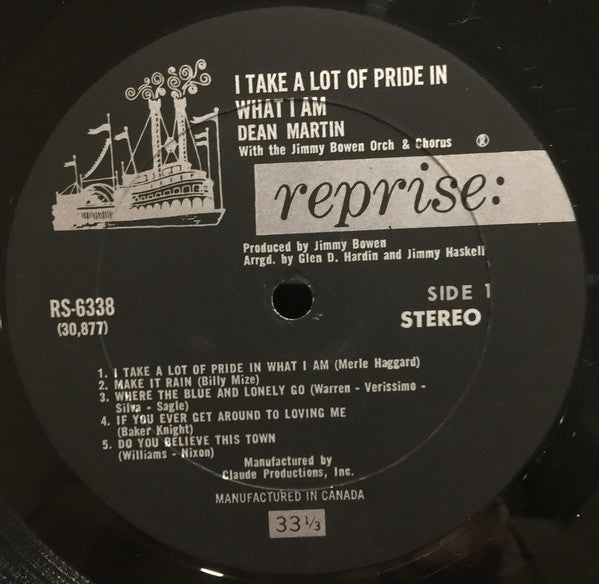 I TAKE A LOT OF PRIDE IN
WHAT I AM
DEAN MARTIN
With the Jimmy Bowen Orch & Chorus ®
reprise:
Produced by Jimmy Bowen
Arrgd. by Glen D. Hardin and Jimmy Haskell
RS-6338
(30,877)
SIDE 1
STEREO
1. I TAKE A LOT OF PRIDE IN WHAT I AM (Merle Haggard)
2. MAKE IT RAIN (Billy Mize)
3. WHERE THE BLUE AND LONELY GO (Warren - Verissimo -
Silva - Sagle)
4. IF YOU EVER GET AROUND TO LOVING ME
(Baker Knight)
5. DO YOU BELIEVE THIS TOWN
(Williams - Nixon)
Manufactured by
Claude Productions, Inc.
MANUFACTURED IN CANADA
33 1/3